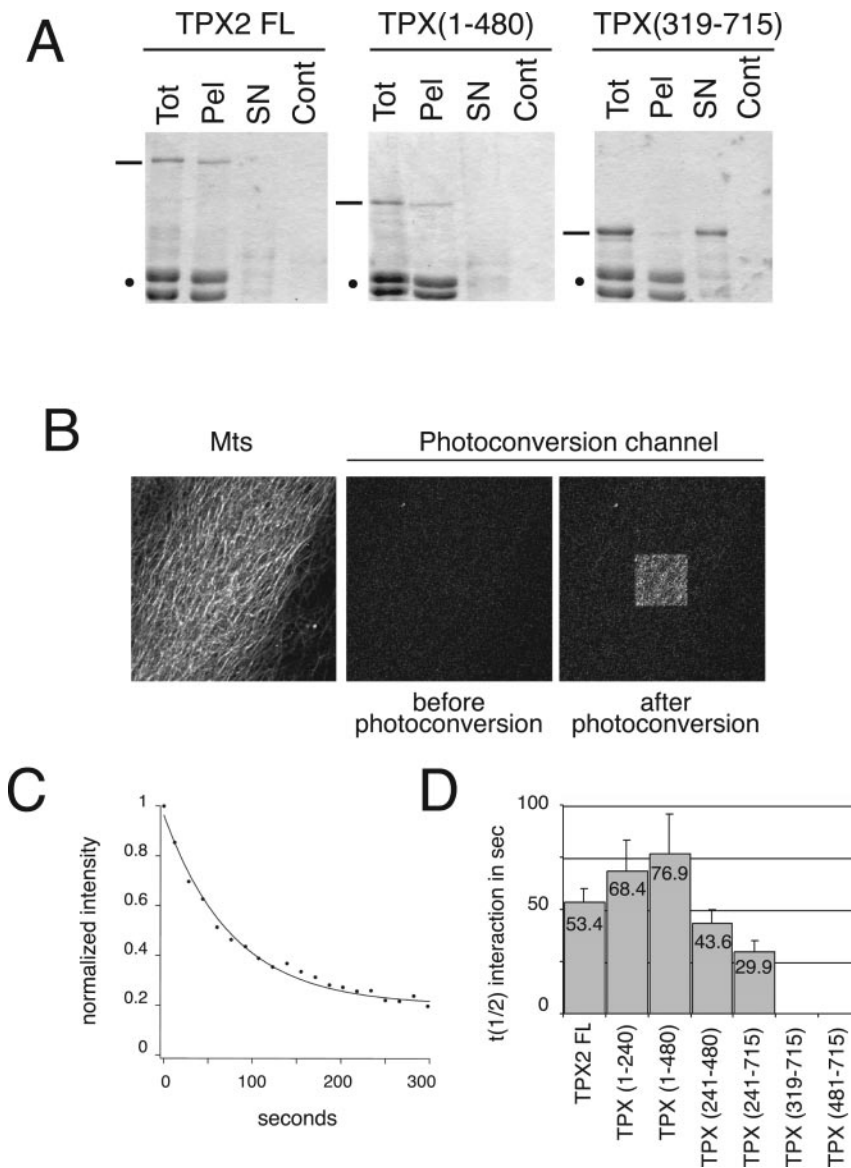 A
TPX2 FL
TPX(1-480)
TPX(319-715)
Tot Pel SN Cont
Tot Pel SN Cont
Tot Pel SN Cont
B
Mts
Photoconversion channel
before photoconversion
after photoconversion
C
normalized intensity
1
0.8
0.6
0.4
0.2
0
0 100 200 300
seconds
D
t(1/2) interaction in sec
100
50
0
53.4
68.4
76.9
43.6
29.9
TPX2 FL
TPX (1-240)
TPX (1-480)
TPX (241-480)
TPX (241-715)
TPX (319-715)
TPX (481-715)